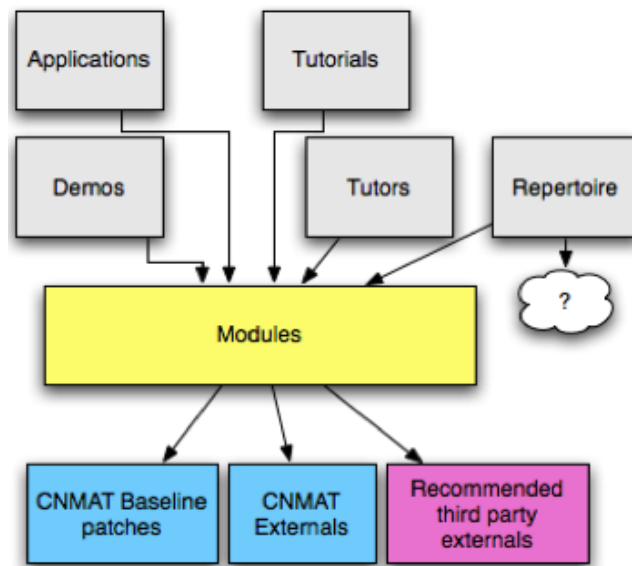 Applications
Tutorials
Demos
Tutors
Repertoire
?
Modules
CNMAT Baseline
patches
CNMAT
Externals
Recommended
third party
externals